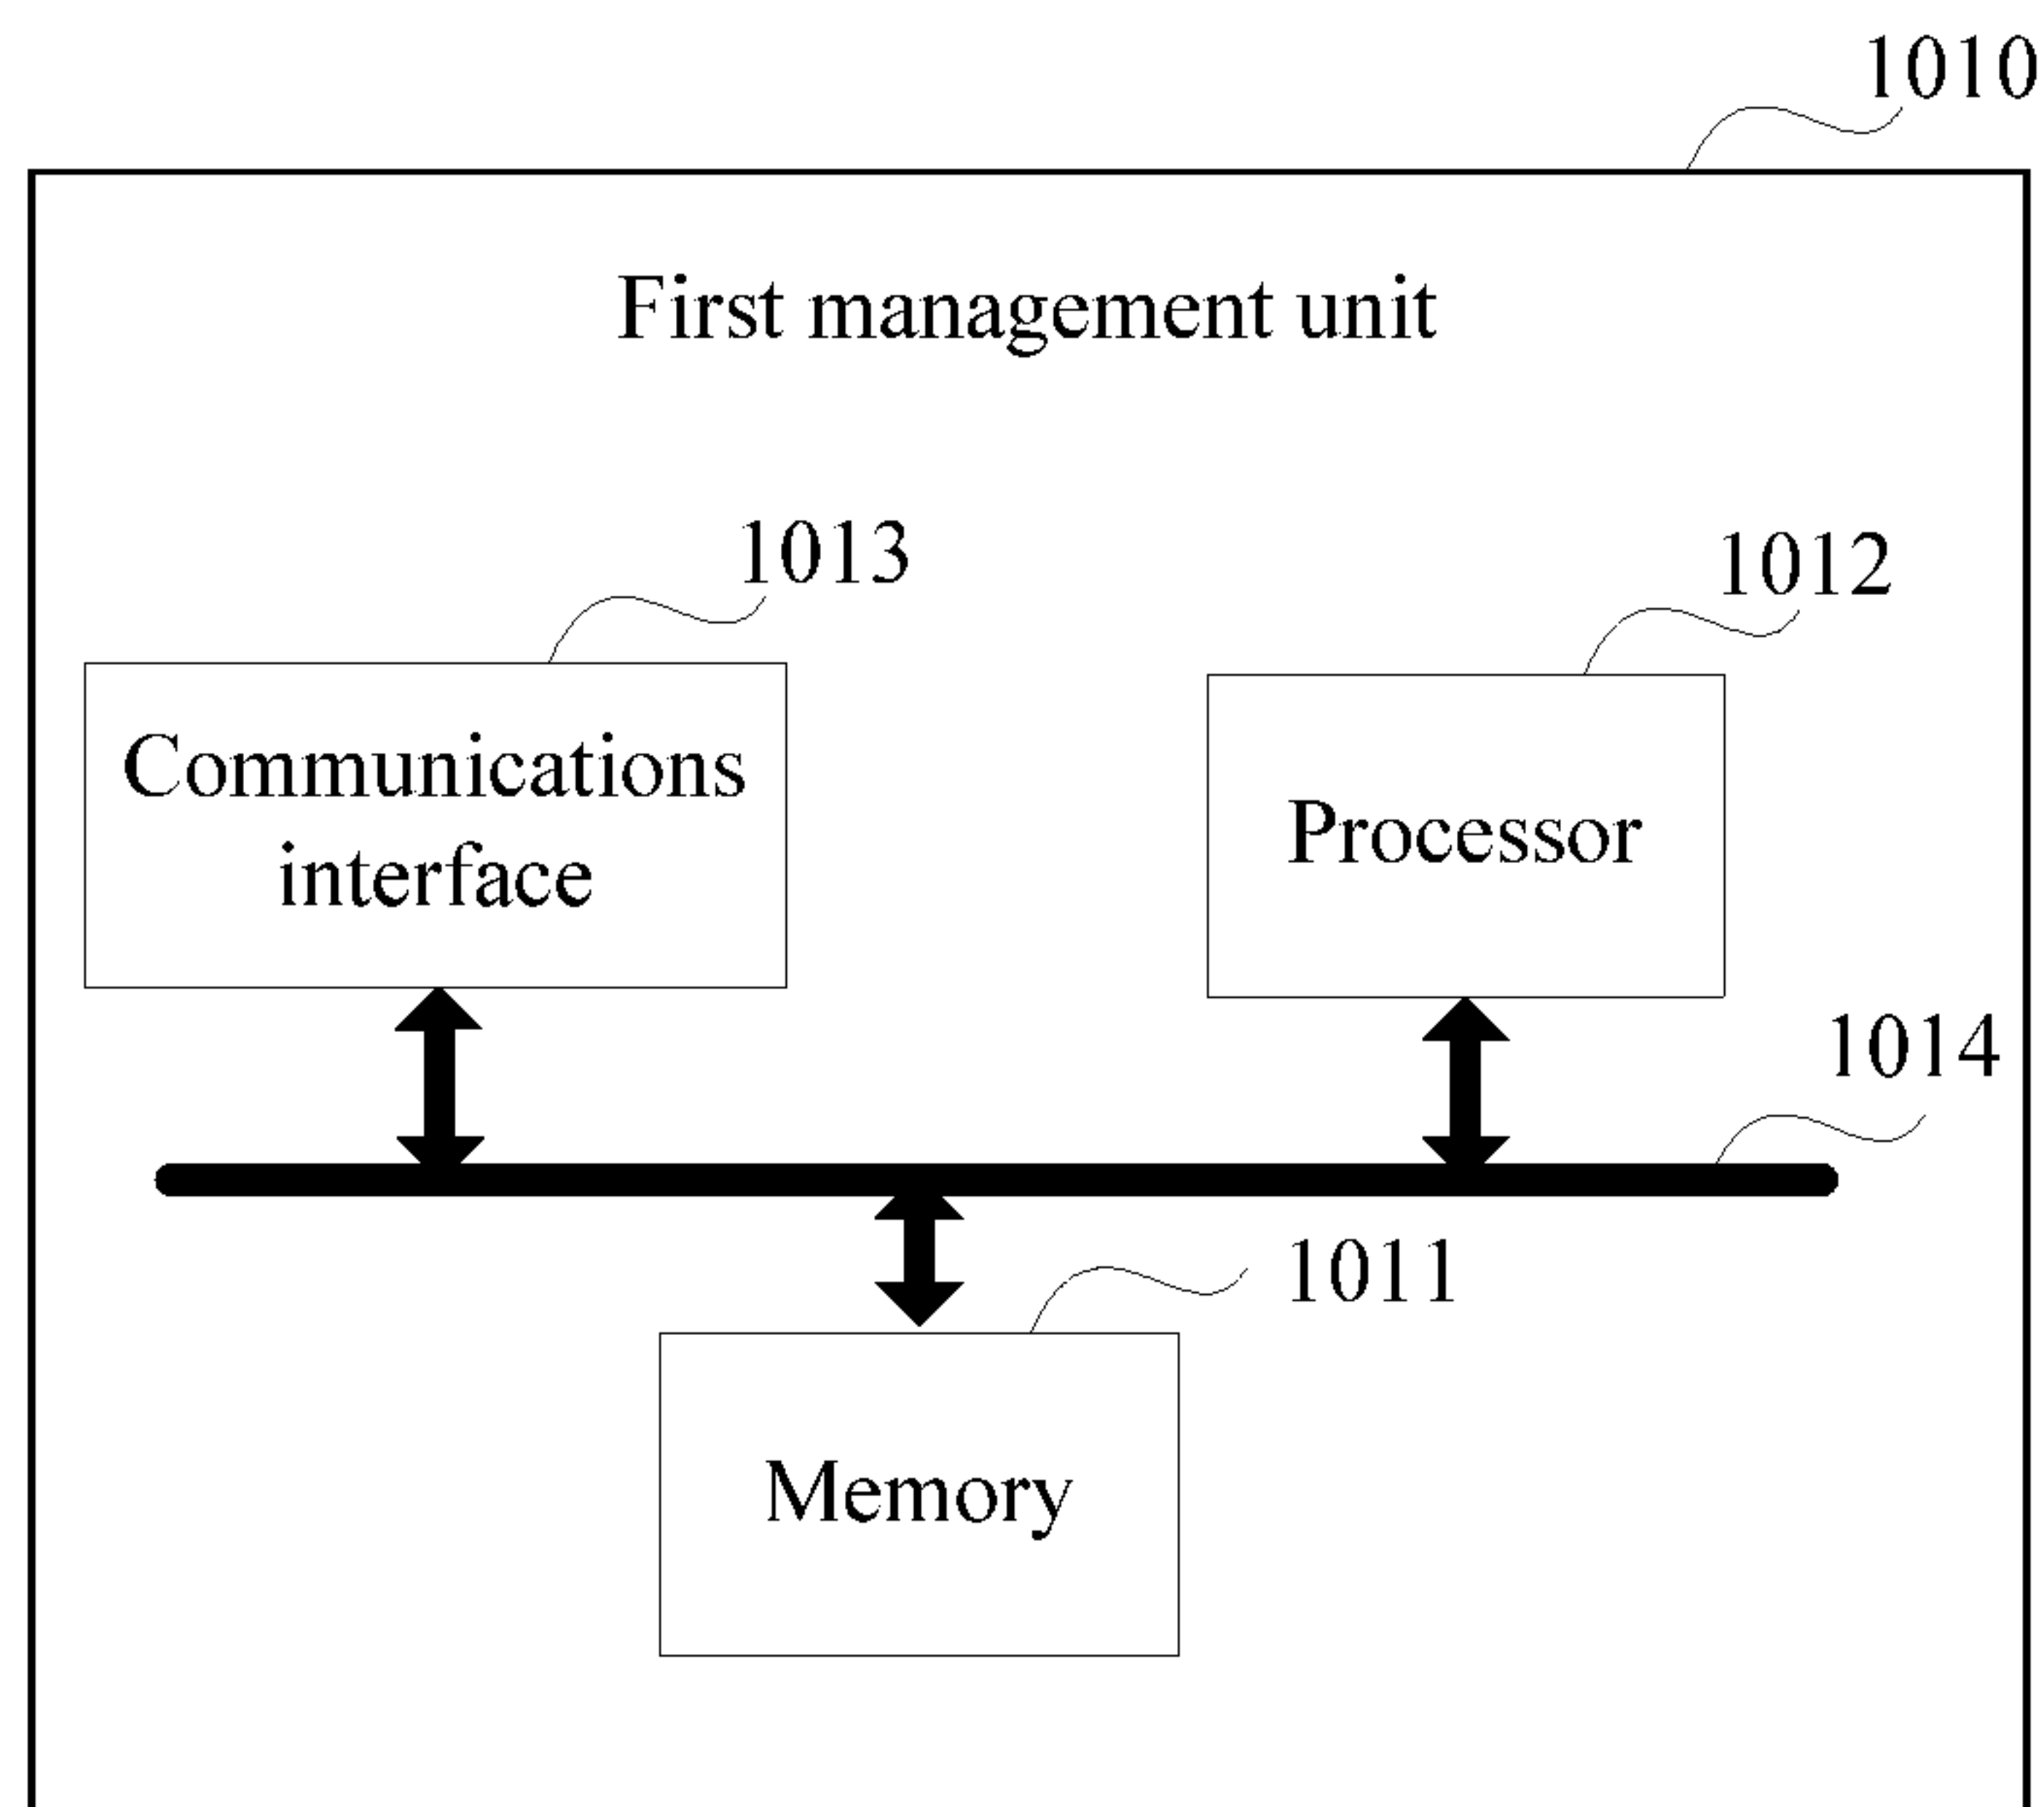 1010
First management unit
1013
1012
Communications
interface
Processor
1014
1011
Memory